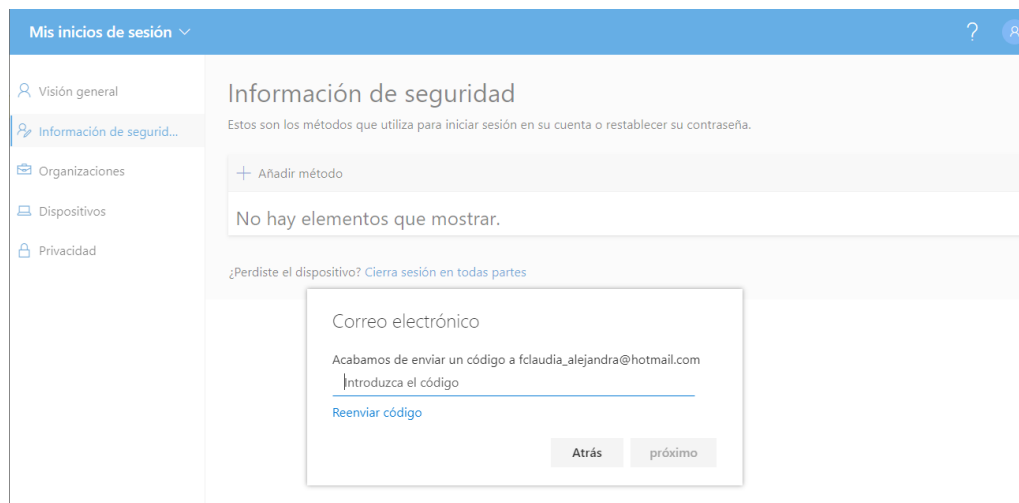 Mis inicios de sesión
?
Visión general
Información de seguridad
Estos son los métodos que utiliza para iniciar sesión en su cuenta o restablecer su contraseña.
Información de segurid...
Organizaciones
+ Añadir método
Dispositivos
No hay elementos que mostrar.
Privacidad
¿Perdiste el dispositivo? Cierra sesión en todas partes
Correo electrónico
Acabamos de enviar un código a fclaudia_alejandra@hotmail.com
Introduzca el código
Reenviar código
Atrás
próximo